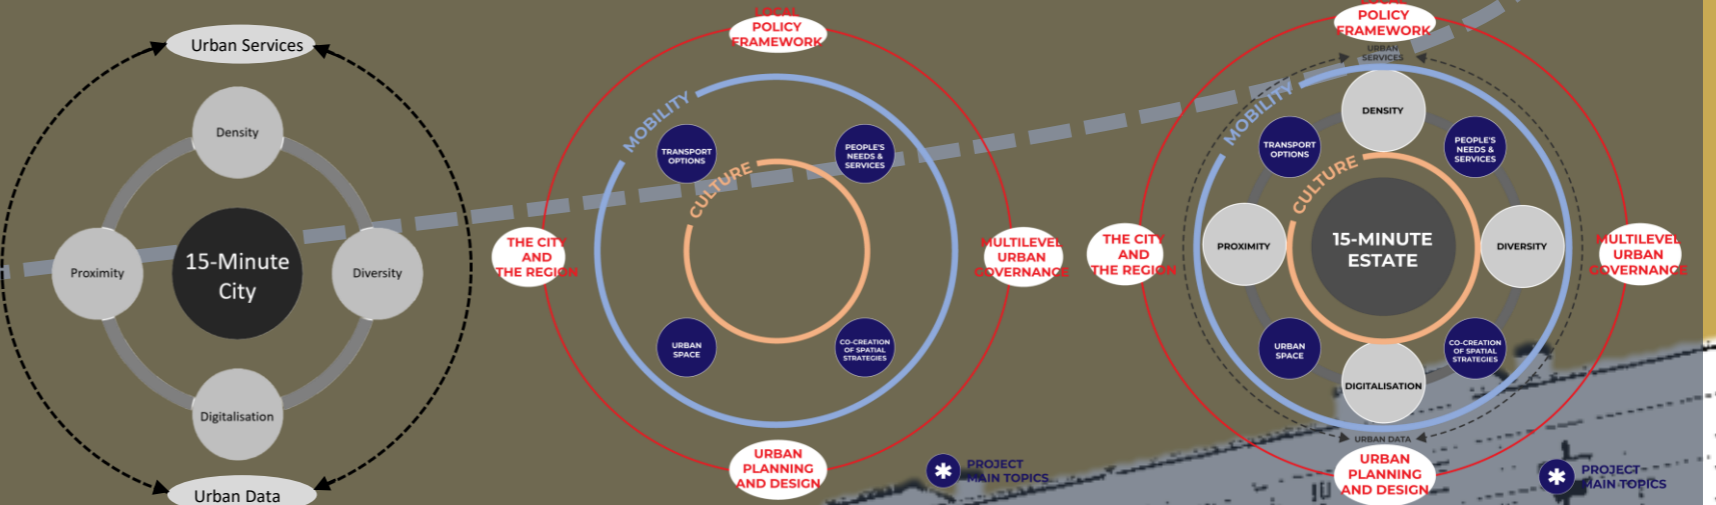 Urban Services
Density
Proximity
15-Minute
City
Diversity
Digitalisation
Urban Data
LOCAL
POLICY
FRAMEWORK
MOBILITY
TRANSPORT
OPTIONS
PEOPLE'S
NEEDS &
SERVICES
CULTURE
THE CITY
AND
THE REGION
MULTILEVEL
URBAN
GOVERNANCE
URBAN
SPACE
CO-CREATION
OF SPATIAL
STRATEGIES
URBAN
PLANNING
AND DESIGN
* PROJECT
MAIN TOPICS
LOCAL
POLICY
FRAMEWORK
URBAN
SERVICES
MOBILITY
DENSITY
TRANSPORT
OPTIONS
PEOPLE'S
NEEDS &
SERVICES
CULTURE
THE CITY
AND
THE REGION
PROXIMITY
15-MINUTE
ESTATE
DIVERSITY
MULTILEVEL
URBAN
GOVERNANCE
URBAN
SPACE
CO-CREATION
OF SPATIAL
STRATEGIES
DIGITALISATION
URBAN DATA
URBAN
PLANNING
AND DESIGN
* PROJECT
MAIN TOPICS